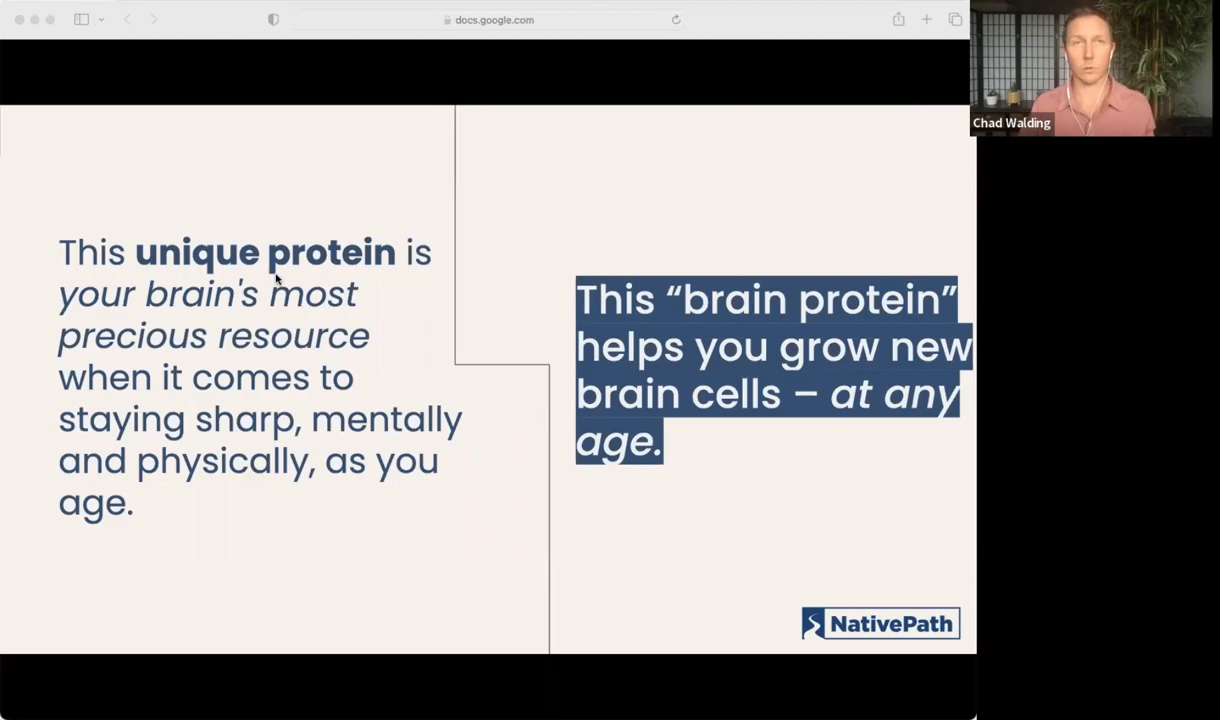 docs.google.com
Chad Walding
This unique protein is
your brain's most
precious resource
when it comes to
staying sharp, mentally
and physically, as you
age.
This “brain protein”
helps you grow new
brain cells – at any
age.
NativePath